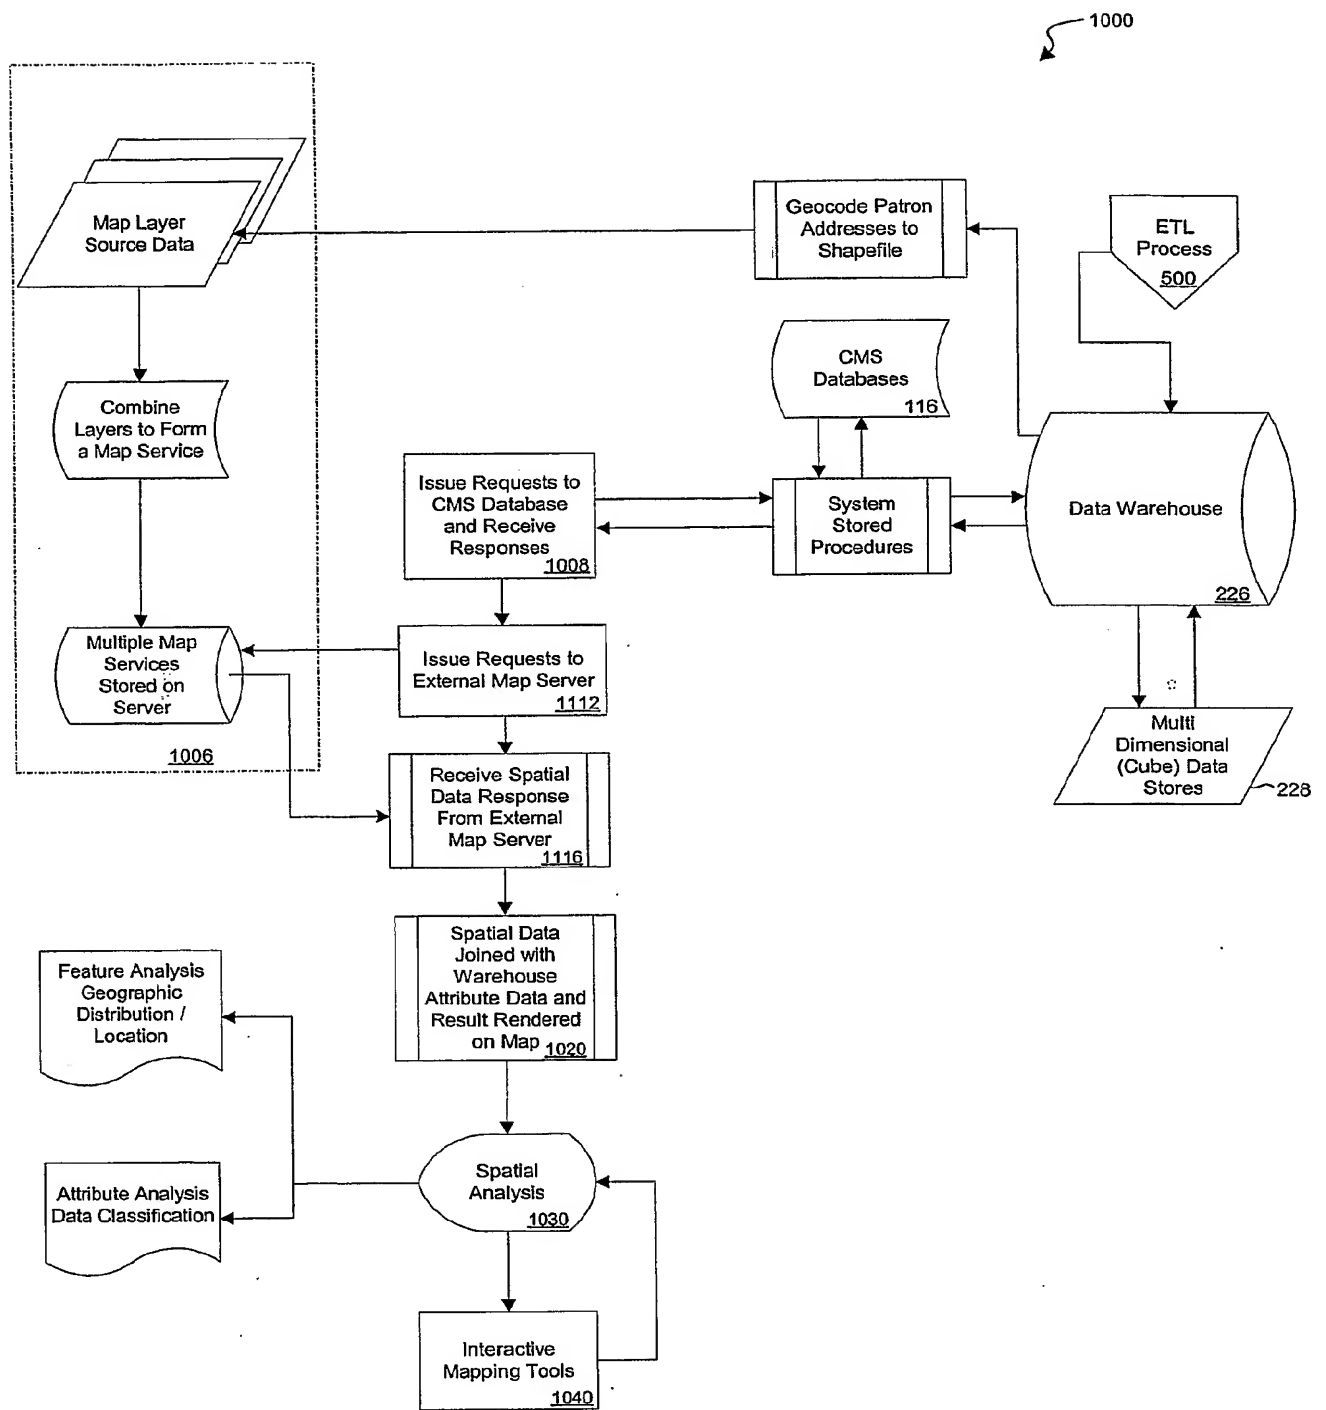 1000
Map Layer
Source Data
Geocode Patron
Addresses to
Shapefile
ETL
Process
500
CMS
Databases
116
Combine
Layers to Form
a Map Service
Issue Requests to
CMS Database
and Receive
Responses
1008
System
Stored
Procedures
Data Warehouse
226
Multiple Map
Services
Stored on
Server
1006
Issue Requests to
External Map Server
1112
Multi
Dimensional
(Cube) Data
Stores
228
Receive Spatial
Data Response
From External
Map Server
1116
Spatial Data
Joined with
Warehouse
Attribute Data and
Result Rendered
on Map
1020
Feature Analysis
Geographic
Distribution /
Location
Attribute Analysis
Data Classification
Spatial
Analysis
1030
Interactive
Mapping Tools
1040